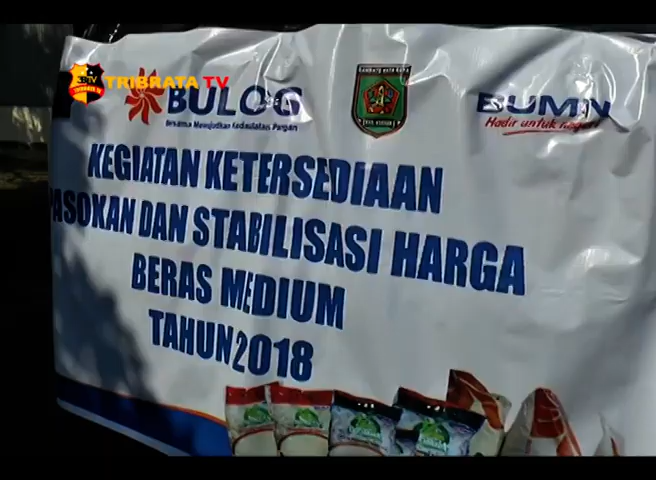 TRIBRATA TV
BULOG
Bersama Mewujudkan Kedaulatan Pangan
BUMN
Hadir untuk negeri
KEGIATAN KETERSEDIAAN
PASOKAN DAN STABILISASI HARGA
BERAS MEDIUM
TAHUN 2018